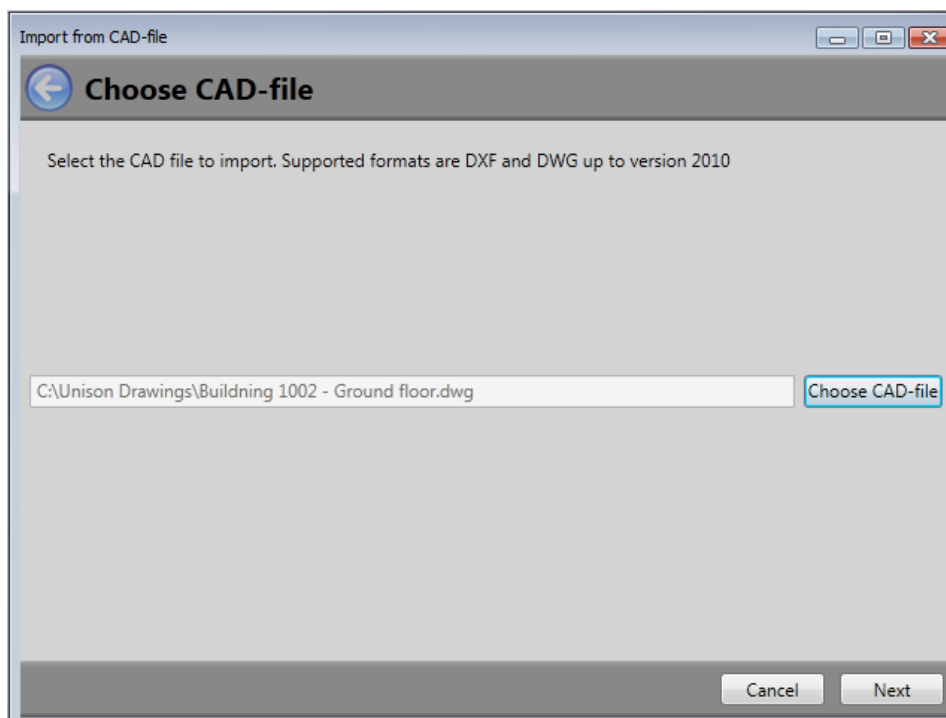 Import from CAD-file
Choose CAD-file
Select the CAD file to import. Supported formats are DXF and DWG up to version 2010
C:\Unison Drawings\Buildning 1002 - Ground floor.dwg
Choose CAD-file
Cancel
Next